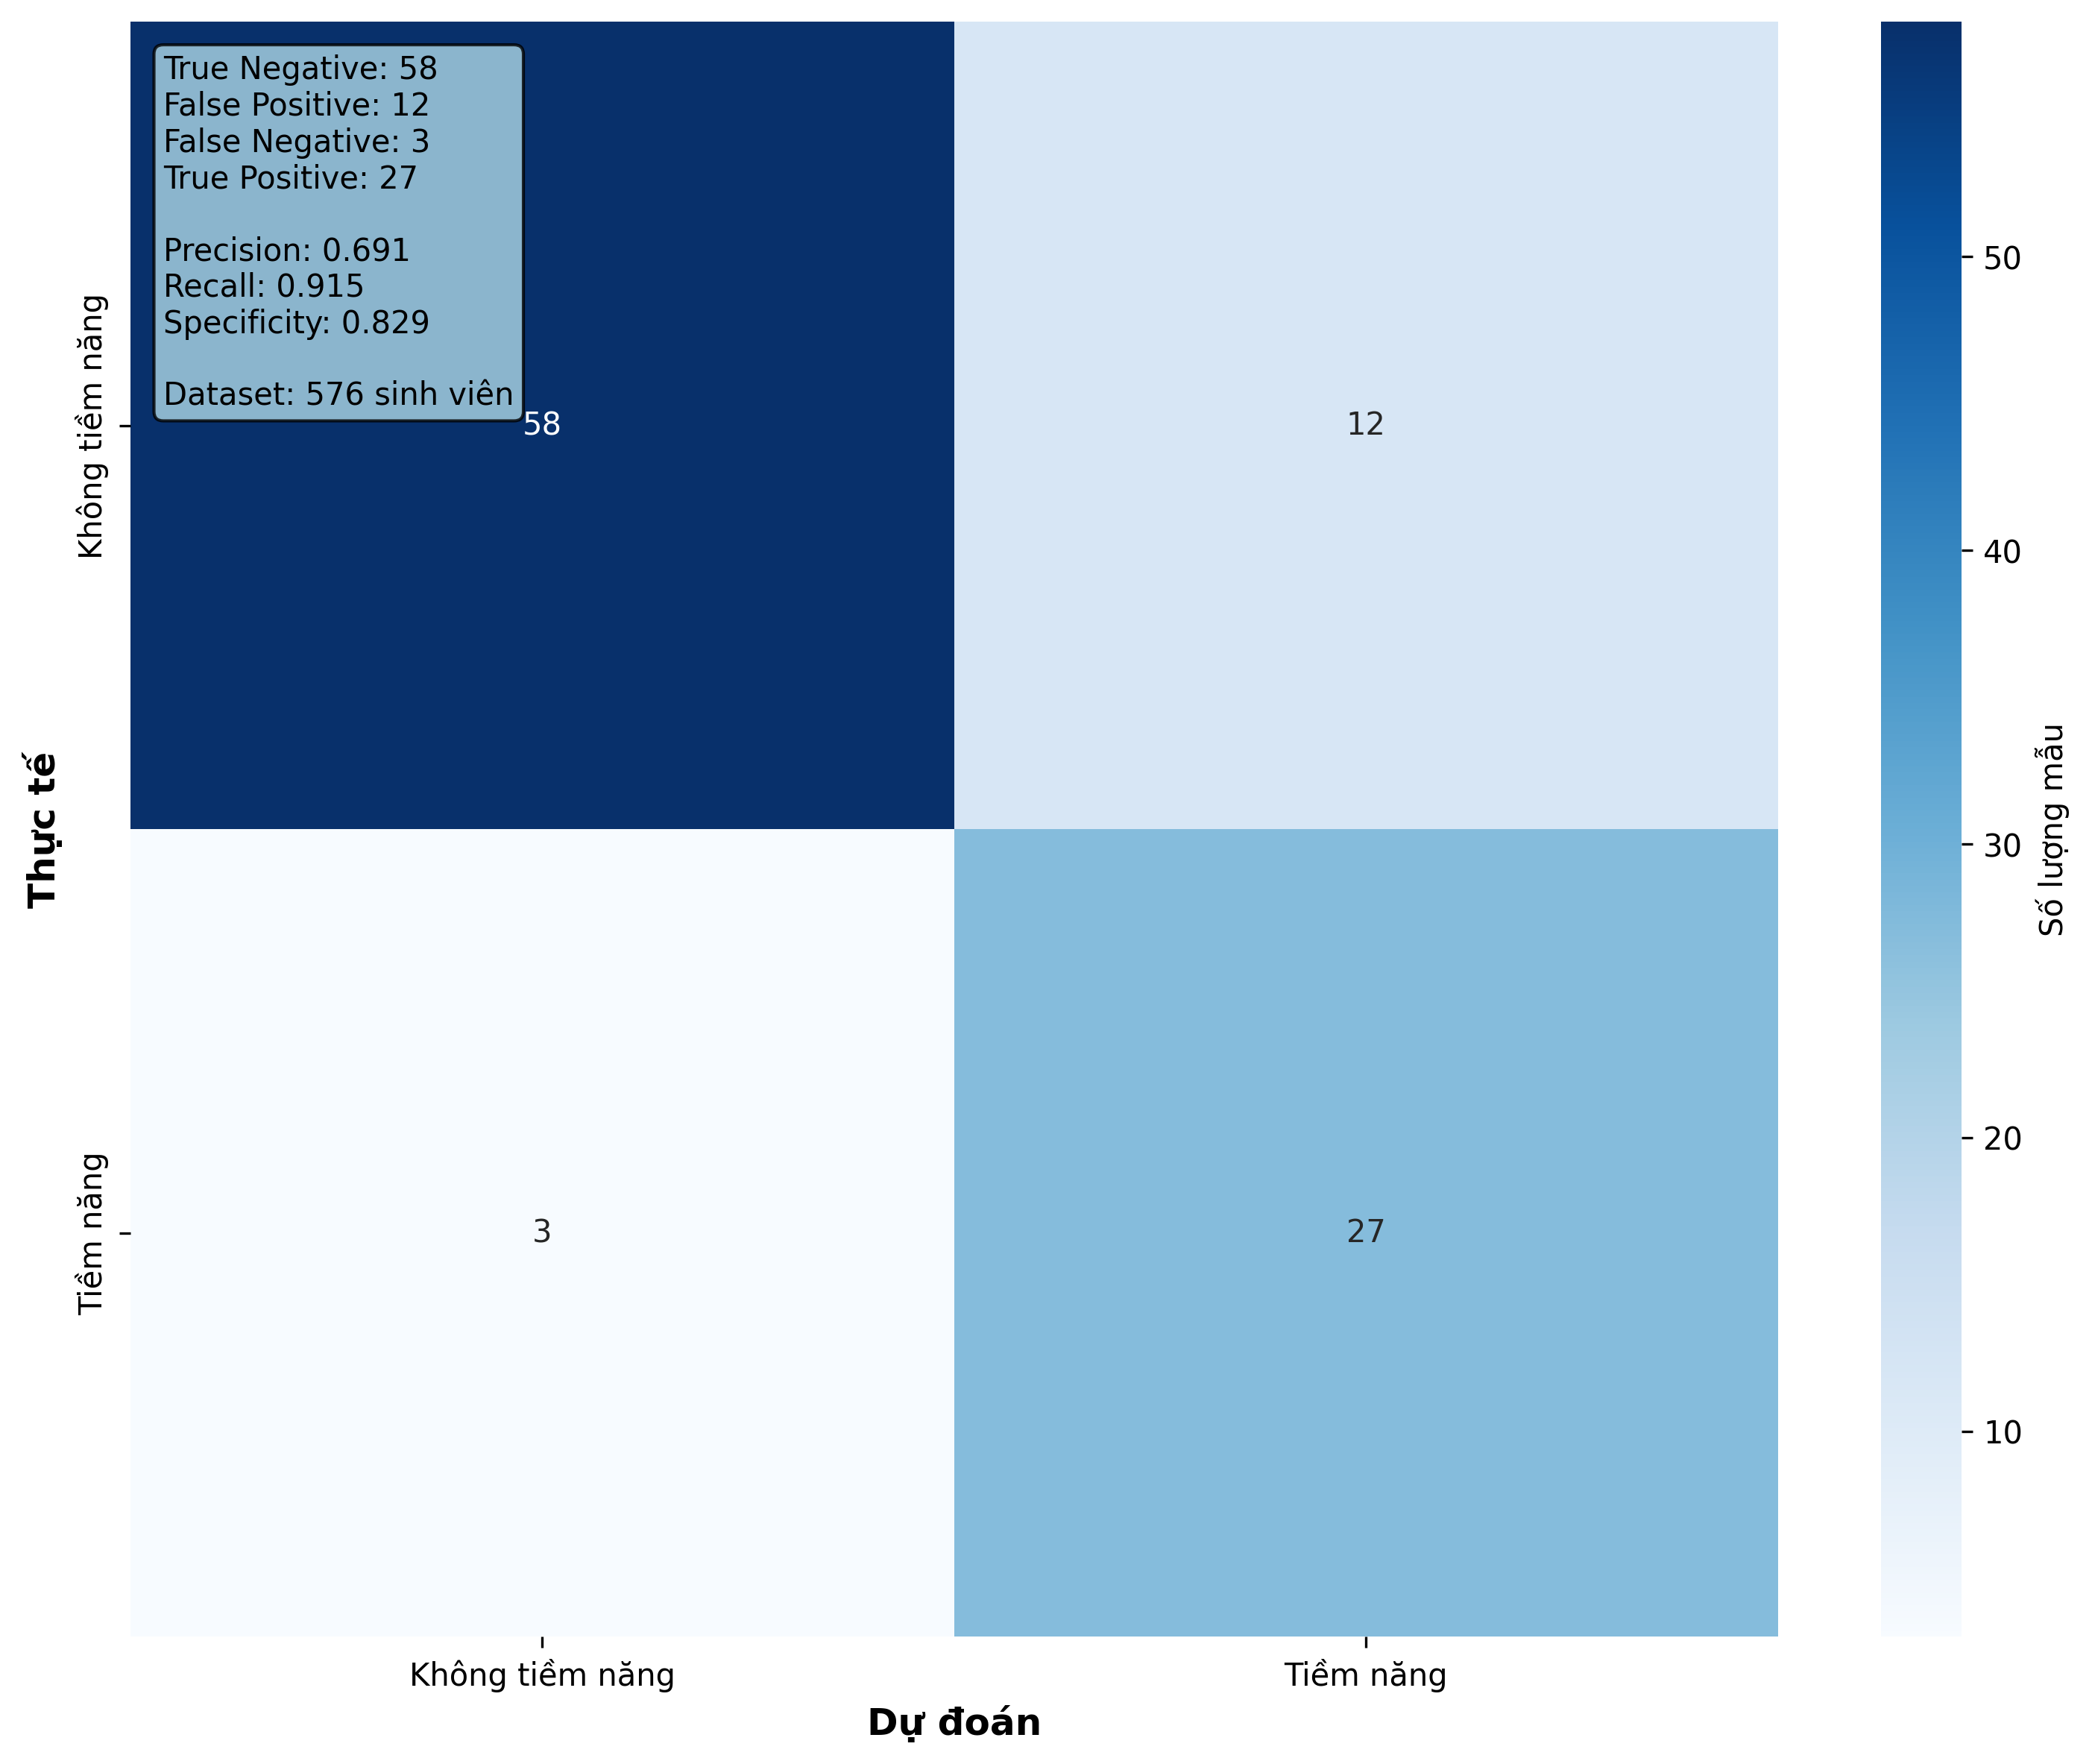 True Negative: 58
False Positive: 12
False Negative: 3
True Positive: 27
Precision: 0.691
Recall: 0.915
Specificity: 0.829
Dataset: 576 sinh viên
58
12
3
27
Không tiềm năng
Tiềm năng
Thực tế
Không tiềm năng
Tiềm năng
Dự đoán
50
40
30
20
10
Số lượng mẫu